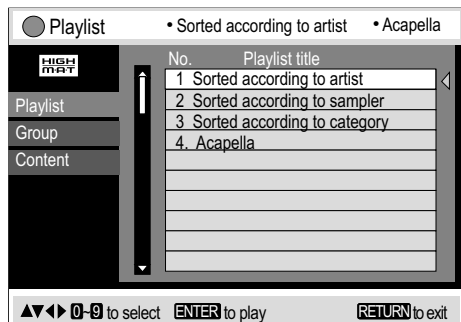 Playlist • Sorted according to artist • Acapella
HIGH
MAT
No. Playlist title
1 Sorted according to artist
2 Sorted according to sampler
3 Sorted according to category
4. Acapella
Playlist
Group
Content
▲▼◀▶ 0-9 to select ENTER to play RETURN to exit